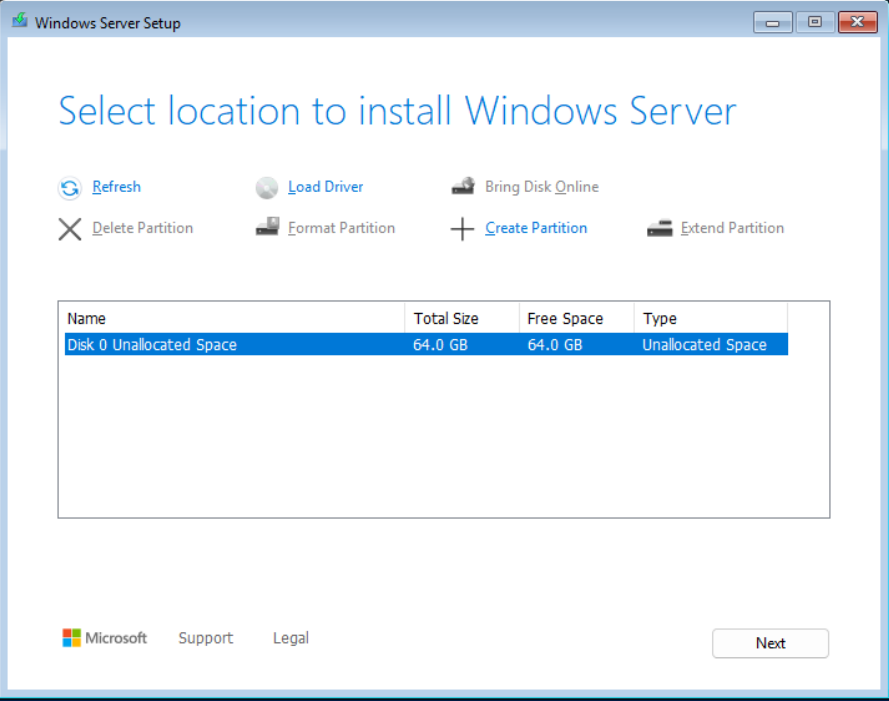 Windows Server Setup
Select location to install Windows Server
Refresh Load Driver Bring Disk Online
Delete Partition Format Partition Create Partition Extend Partition
Name Total Size Free Space Type
Disk 0 Unallocated Space 64.0 GB 64.0 GB Unallocated Space
Microsoft Support Legal Next